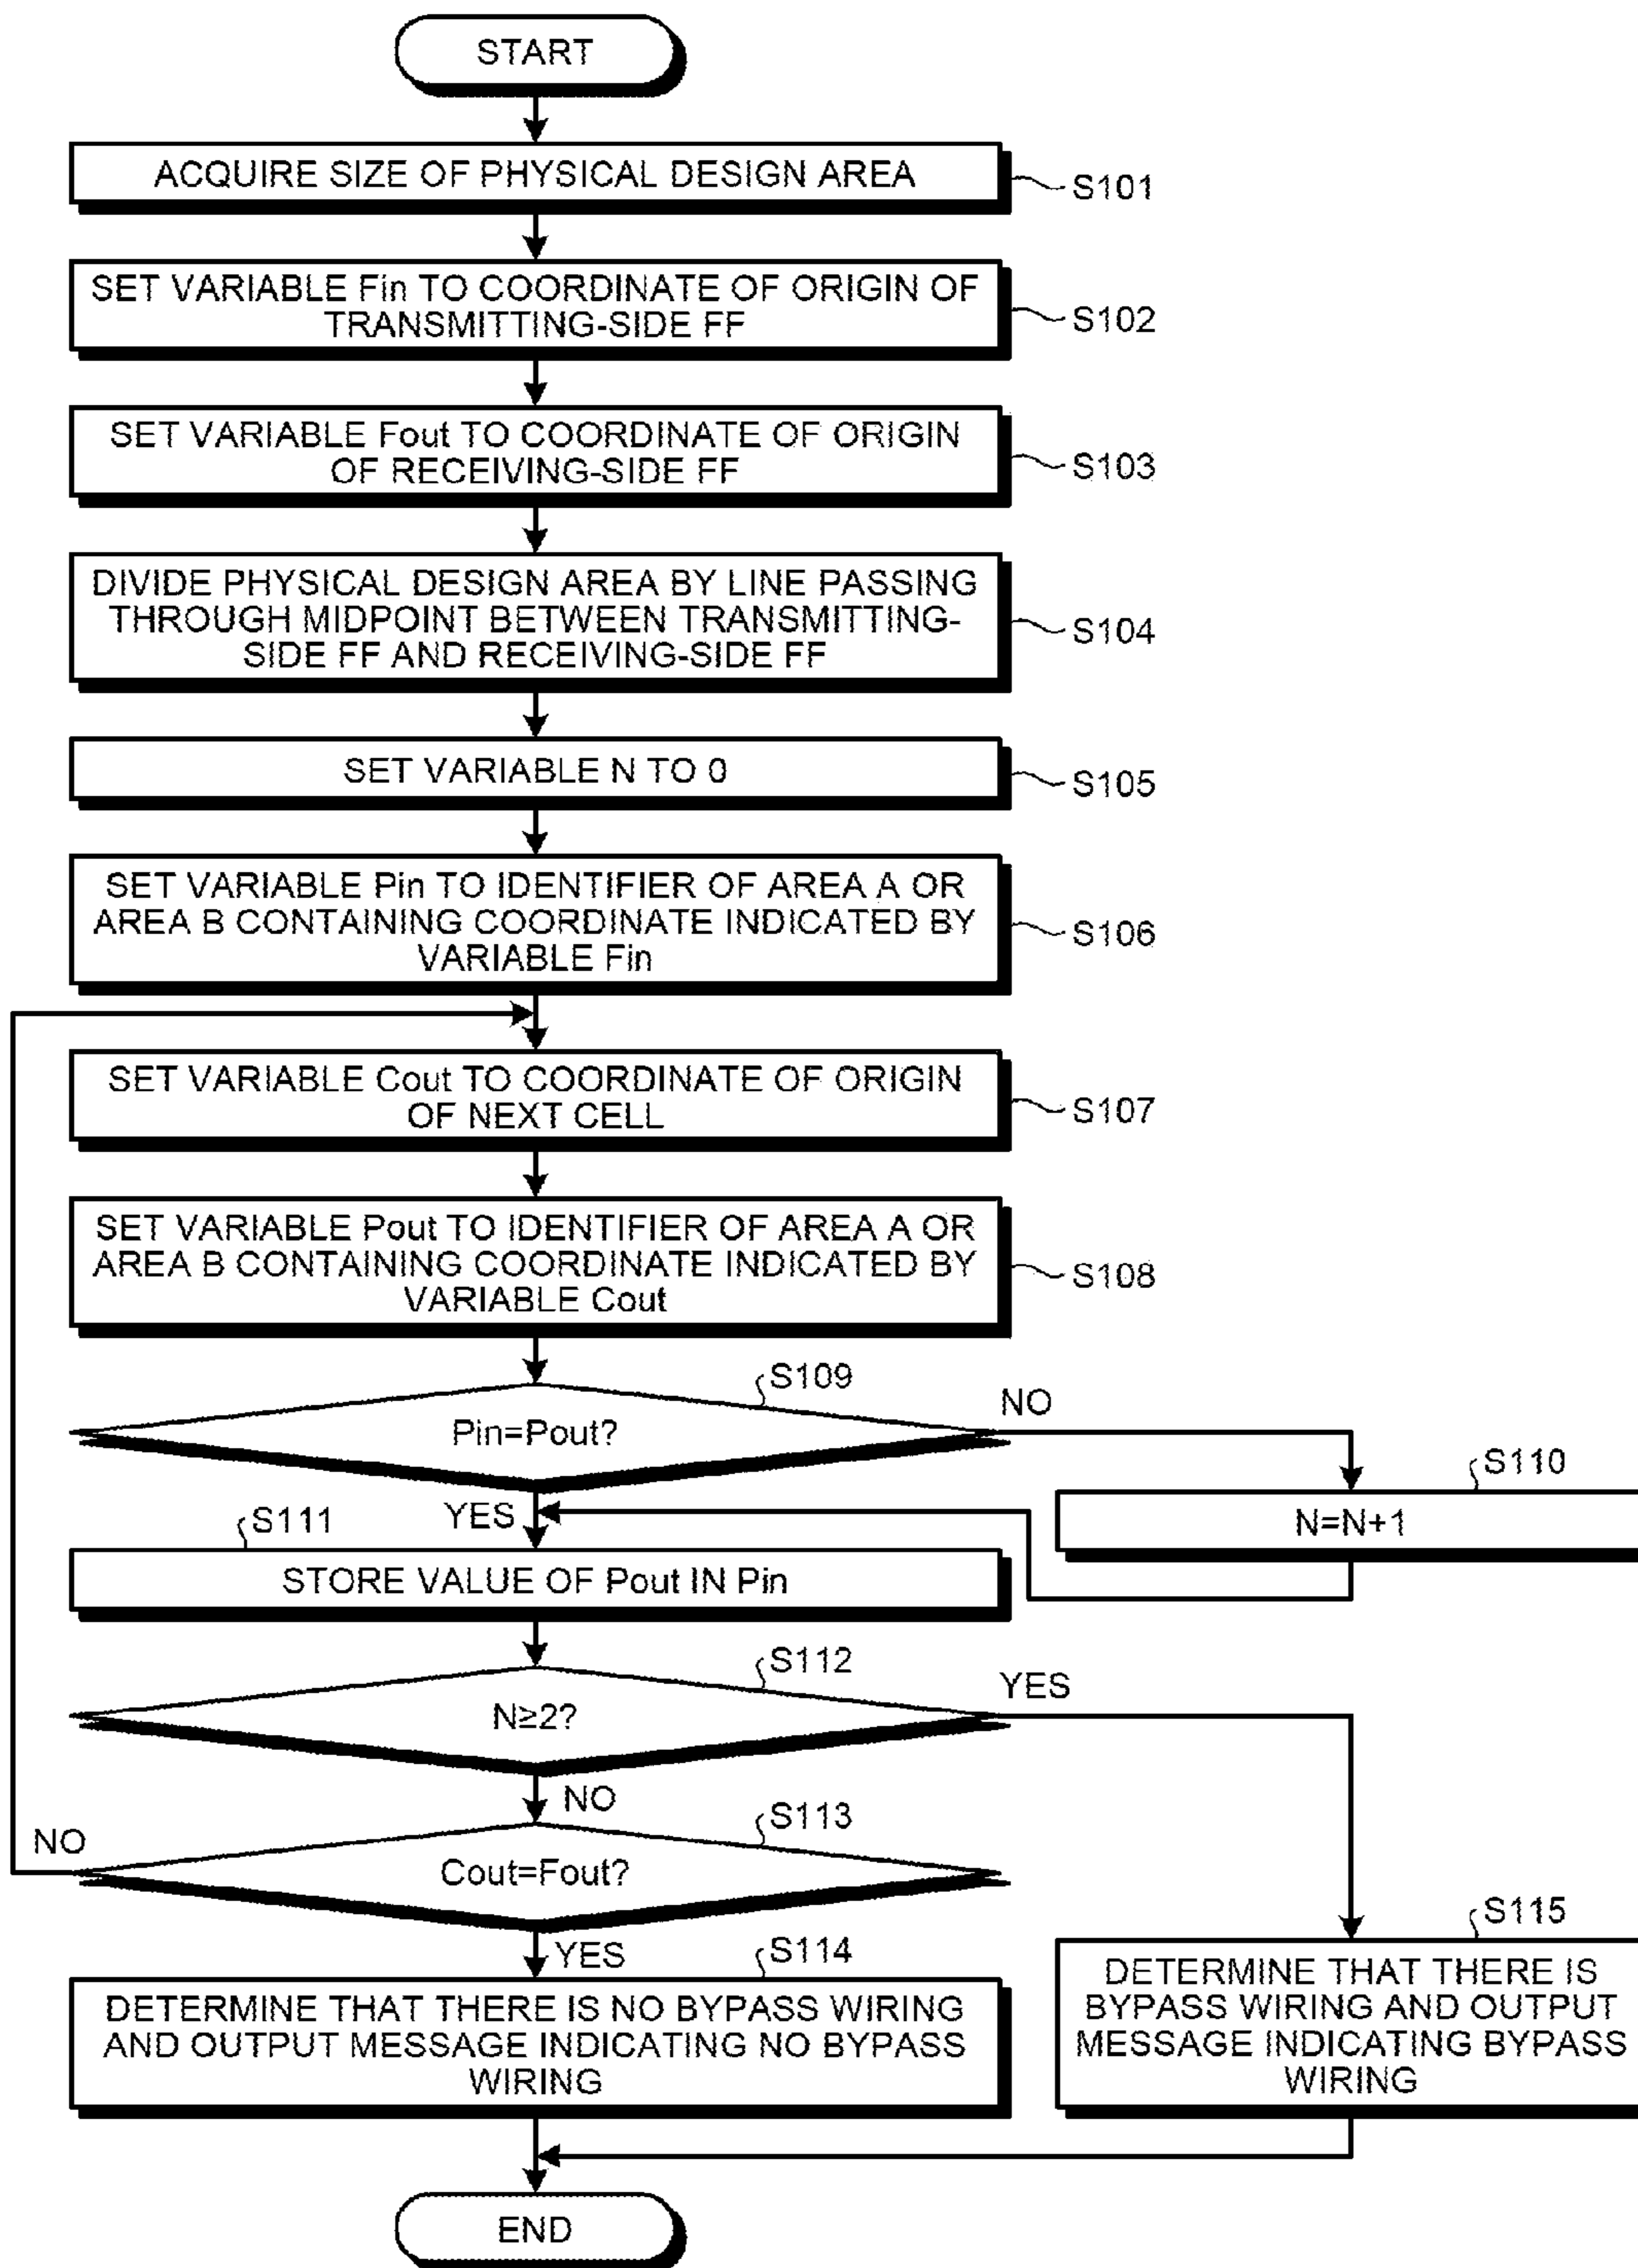 START
ACQUIRE SIZE OF PHYSICAL DESIGN AREA
S101
SET VARIABLE Fin TO COORDINATE OF ORIGIN OF
TRANSMITTING-SIDE FF
S102
SET VARIABLE Fout TO COORDINATE OF ORIGIN
OF RECEIVING-SIDE FF
S103
DIVIDE PHYSICAL DESIGN AREA BY LINE PASSING
THROUGH MIDPOINT BETWEEN TRANSMITTING-
SIDE FF AND RECEIVING-SIDE FF
S104
SET VARIABLE N TO 0
S105
SET VARIABLE Pin TO IDENTIFIER OF AREA A OR
AREA B CONTAINING COORDINATE INDICATED BY
VARIABLE Fin
S106
SET VARIABLE Cout TO COORDINATE OF ORIGIN
OF NEXT CELL
S107
SET VARIABLE Pout TO IDENTIFIER OF AREA A OR
AREA B CONTAINING COORDINATE INDICATED BY
VARIABLE Cout
S108
S109
Pin=Pout?
NO
YES
S110
N=N+1
S111
STORE VALUE OF Pout IN Pin
S112
N≥2?
YES
NO
S113
Cout=Fout?
NO
YES
S114
DETERMINE THAT THERE IS NO BYPASS WIRING
AND OUTPUT MESSAGE INDICATING NO BYPASS
WIRING
S115
DETERMINE THAT THERE IS
BYPASS WIRING AND OUTPUT
MESSAGE INDICATING BYPASS
WIRING
END